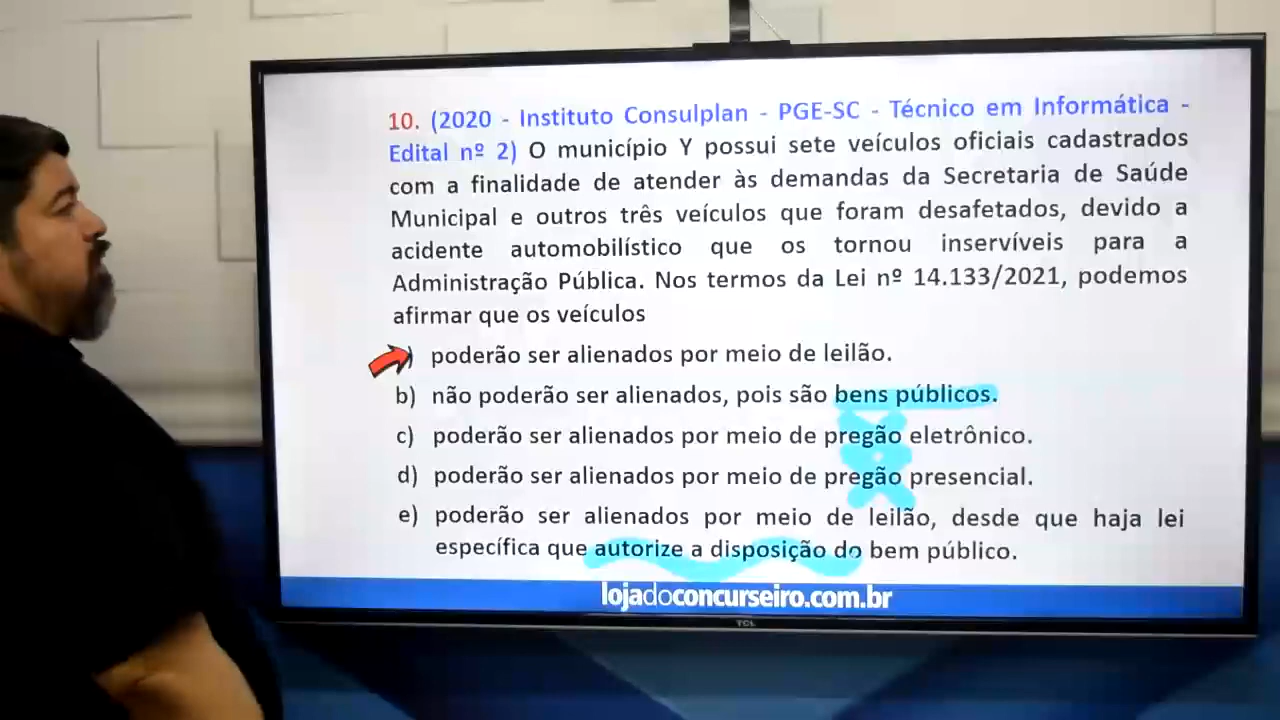 10. (2020 - Instituto Consulplan - PGE-SC - Técnico em Informática -
Edital nº 2) O município Y possui sete veículos oficiais cadastrados
com a finalidade de atender às demandas da Secretaria de Saúde
Municipal e outros três veículos que foram desafetados, devido a
acidente automobilístico que os tornou inservíveis para a
Administração Pública. Nos termos da Lei nº 14.133/2021, podemos
afirmar que os veículos
) poderão ser alienados por meio de leilão.
b) não poderão ser alienados, pois são bens públicos.
c) poderão ser alienados por meio de pregão eletrônico.
d) poderão ser alienados por meio de pregão presencial.
e) poderão ser alienados por meio de leilão, desde que haja lei
específica que autorize a disposição do bem público.
lojadoconcurseiro.com.br
TCL